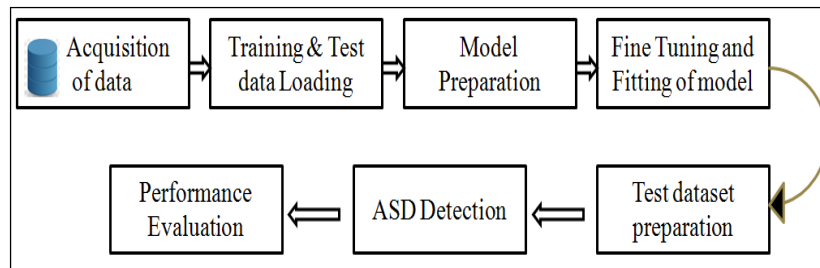 Acquisition
of data
Training & Test
data Loading
Model
Preparation
Fine Tuning and
Fitting of model
Test dataset
preparation
ASD Detection
Performance
Evaluation